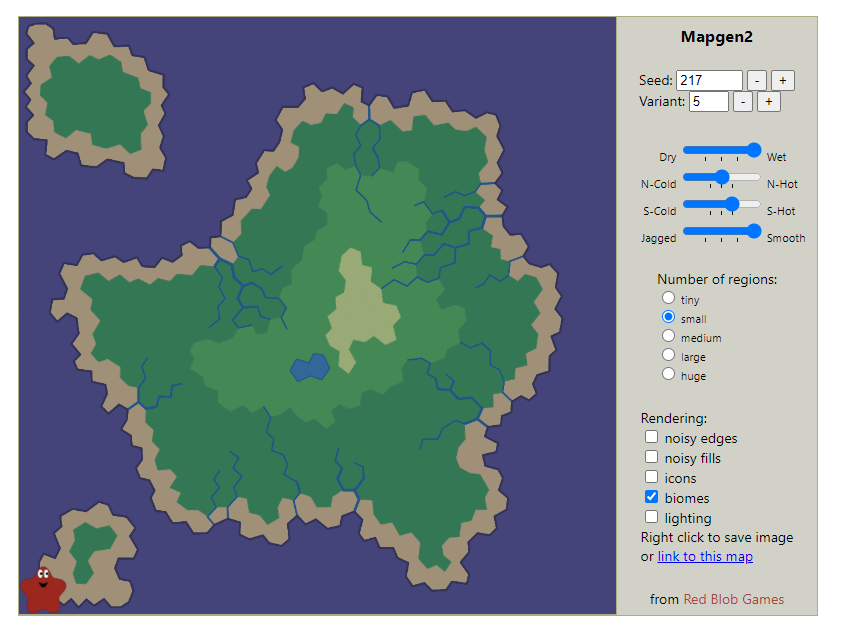 Mapgen2
Seed: 217 - +
Variant: 5 - +
Dry Wet
N-Cold N-Hot
S-Cold S-Hot
Jagged Smooth
Number of regions:
tiny
small
medium
large
huge
Rendering:
noisy edges
noisy fills
icons
biomes
lighting
Right click to save image
or link to this map
from Red Blob Games